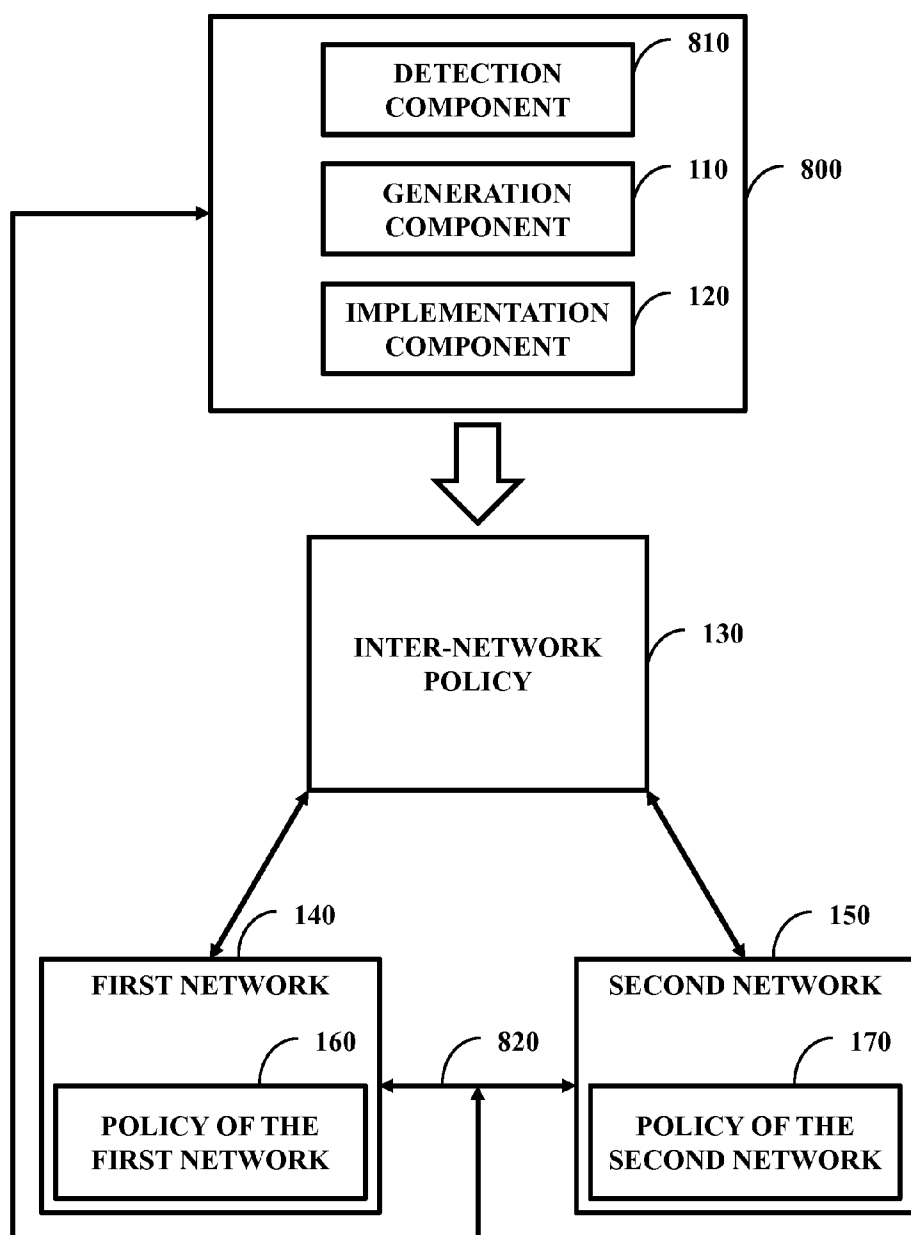 810
DETECTION
COMPONENT
110
800
GENERATION
COMPONENT
120
IMPLEMENTATION
COMPONENT
130
INTER-NETWORK
POLICY
140
150
FIRST NETWORK
SECOND NETWORK
160
820
170
POLICY OF THE
FIRST NETWORK
POLICY OF THE
SECOND NETWORK